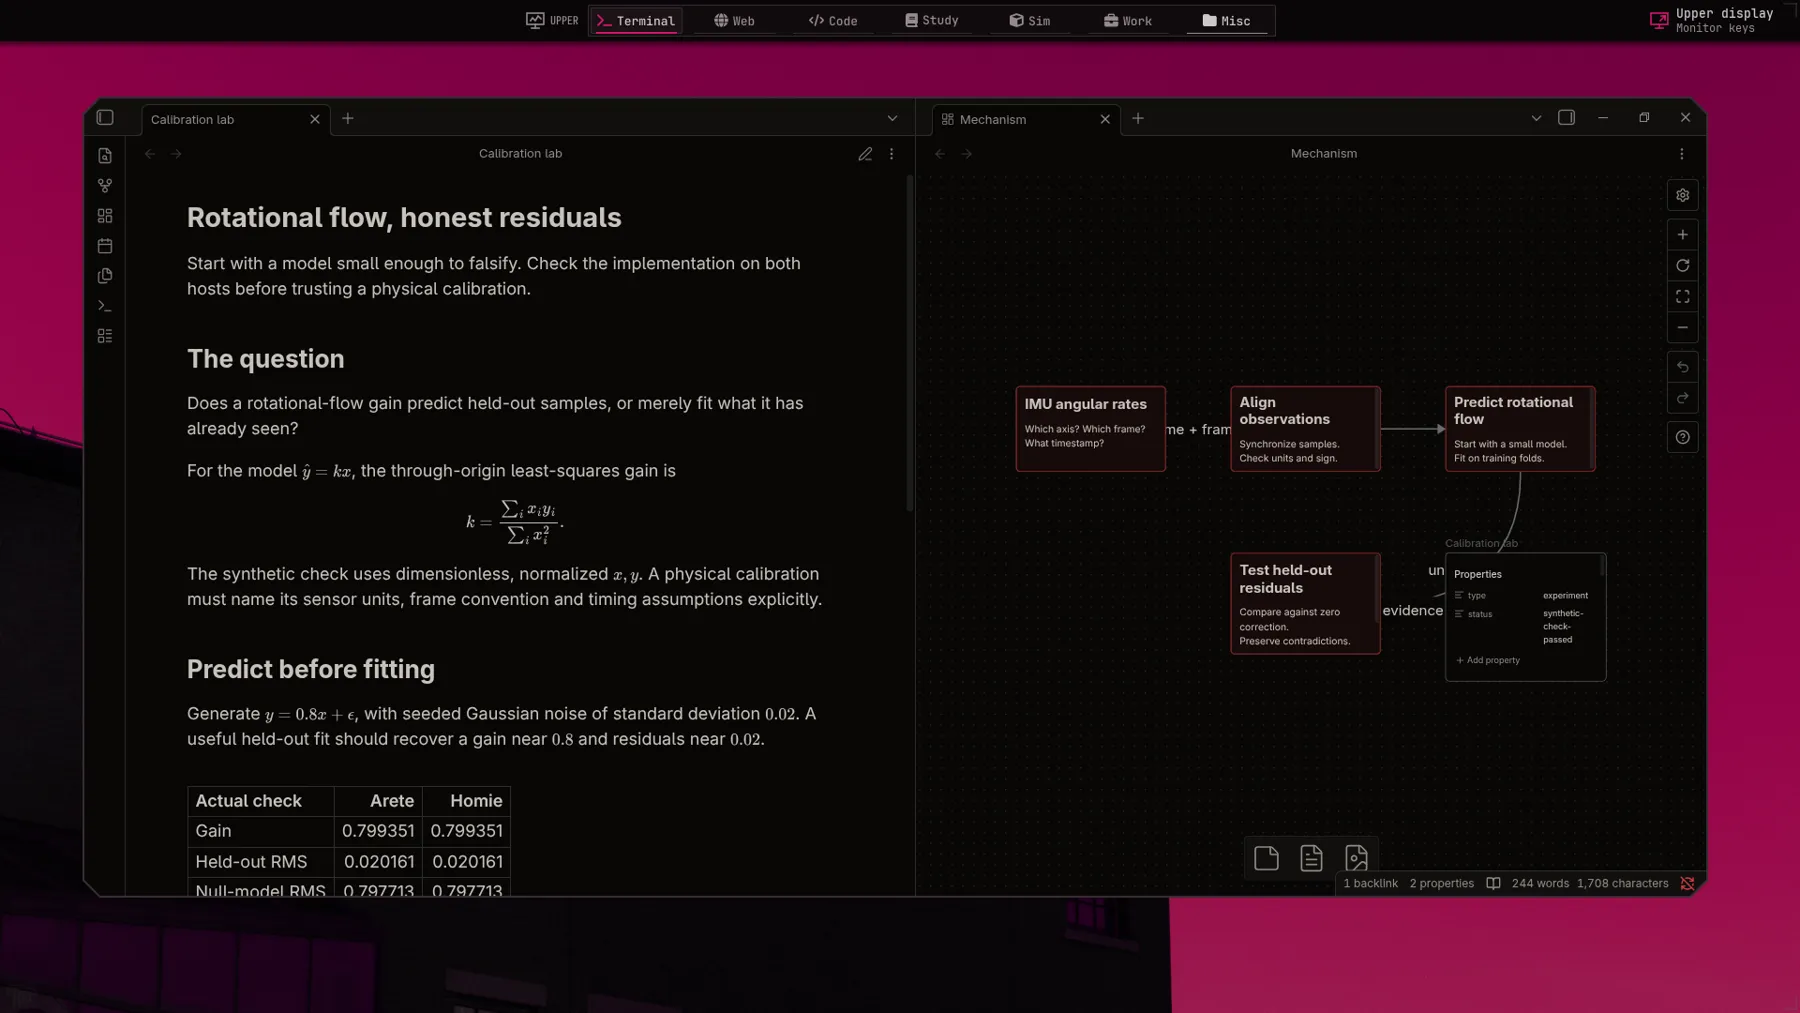 UPPER
Terminal
Web
Code
Study
Sim
Work
Misc
Upper display
Monitor keys
Calibration lab
Calibration lab
Rotational flow, honest residuals
Start with a model small enough to falsify. Check the implementation on both
hosts before trusting a physical calibration.
The question
Does a rotational-flow gain predict held-out samples, or merely fit what it has
already seen?
For the model ŷ = kx, the through-origin least-squares gain is
k = ∑ᵢ xᵢyᵢ / ∑ᵢ xᵢ².
The synthetic check uses dimensionless, normalized x, y. A physical calibration
must name its sensor units, frame convention and timing assumptions explicitly.
Predict before fitting
Generate y = 0.8x + ϵ, with seeded Gaussian noise of standard deviation 0.02. A
useful held-out fit should recover a gain near 0.8 and residuals near 0.02.
Actual check Arete Homie
Gain 0.799351 0.799351
Held-out RMS 0.020161 0.020161
Null-model RMS 0.797713 0.797713
Mechanism
Mechanism
IMU angular rates
Which axis? Which frame?
What timestamp?
me + fram
Align
observations
Synchronize samples.
Check units and sign.
Predict rotational
flow
Start with a small model.
Fit on training folds.
Test held-out
residuals
Compare against zero
correction.
Preserve contradictions.
evidence
un
Calibration lab
Properties
type experiment
status synthetic-
check-
passed
+ Add property
1 backlink 2 properties 244 words 1,708 characters